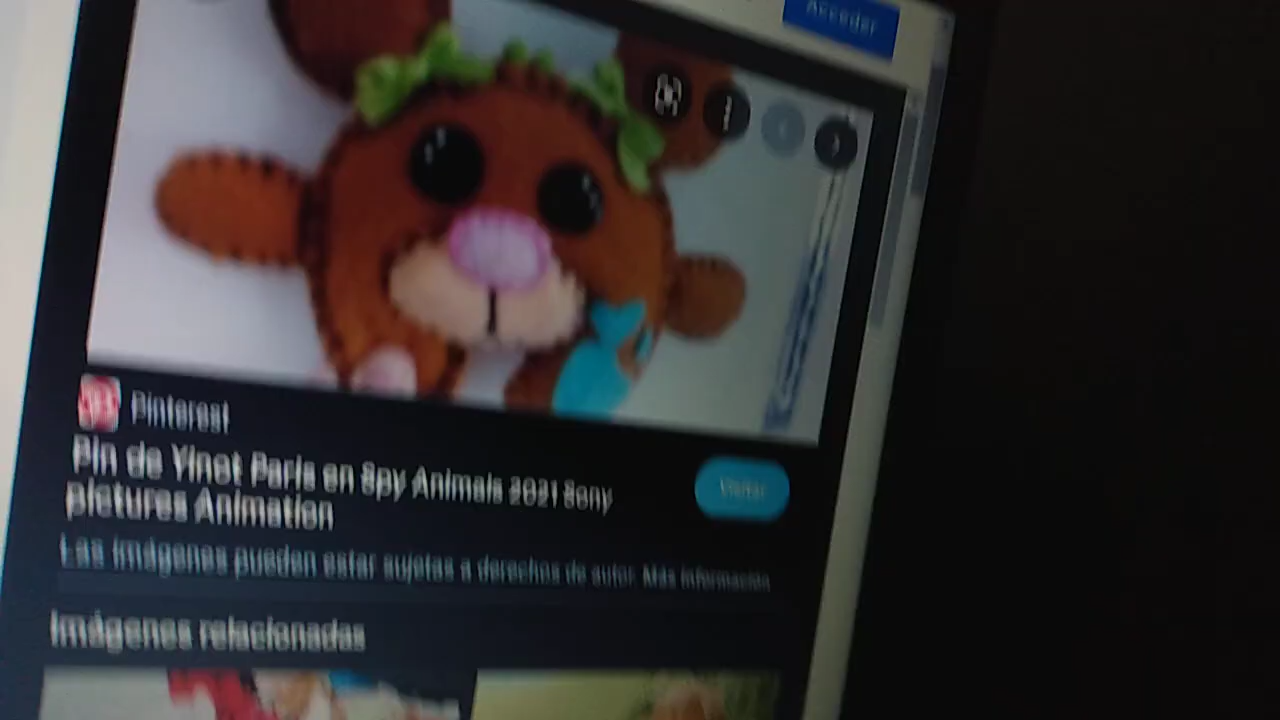 Acceder
Pinterest
Pin de Yinot Paris en Spy Animals 2021 Sony
pictures Animation
Visitar
Las imágenes pueden estar sujetas a derechos de autor. Más información
Imágenes relacionadas